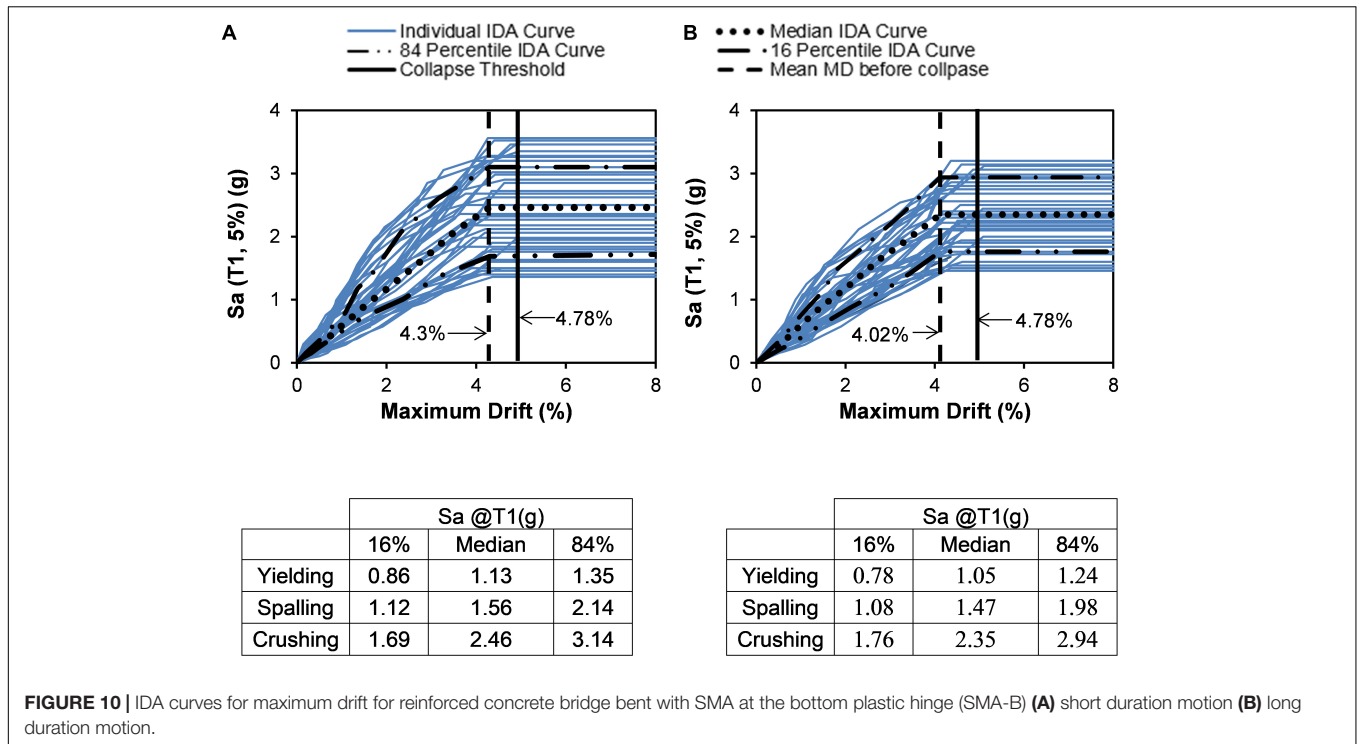 A
Individual IDA Curve
84 Percentile IDA Curve
Collapse Threshold
B
Median IDA Curve
16 Percentile IDA Curve
Mean MD before collpase
4
3
2
1
0
Sa (T1, 5%) (g)
4.3%
4.78%
0 2 4 6 8
Maximum Drift (%)
4
3
2
1
0
Sa (T1, 5%) (g)
4.02%
4.78%
0 2 4 6 8
Maximum Drift (%)
Sa @T1(g)
16% Median 84%
Yielding 0.86 1.13 1.35
Spalling 1.12 1.56 2.14
Crushing 1.69 2.46 3.14
Sa @T1(g)
16% Median 84%
Yielding 0.78 1.05 1.24
Spalling 1.08 1.47 1.98
Crushing 1.76 2.35 2.94
FIGURE 10 | IDA curves for maximum drift for reinforced concrete bridge bent with SMA at the bottom plastic hinge (SMA-B) (A) short duration motion (B) long
duration motion.